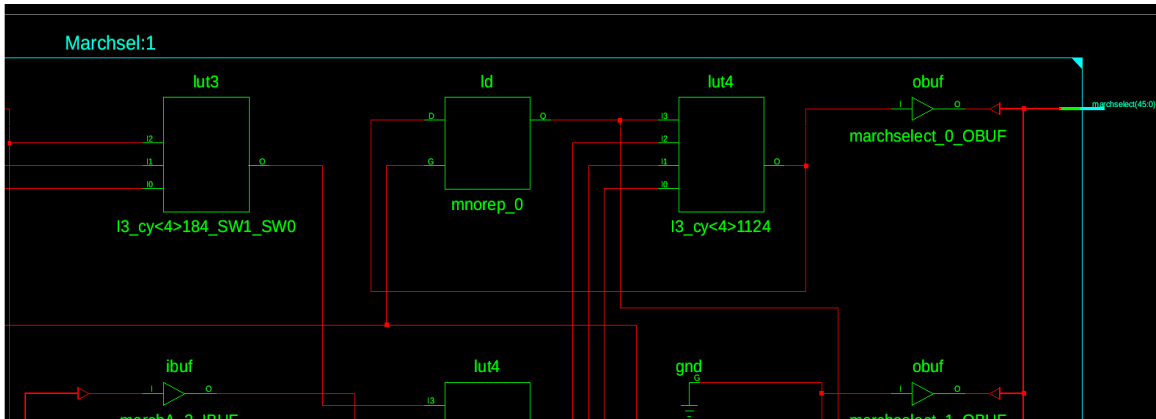 Marchsel:1
lut3
ld
lut4
obuf
I2
I1
I0
O
D
G
Q
I3
I2
I1
I0
O
I
O
marchselect(45:0)
l3_cy<4>184_SW1_SW0
mnorep_0
l3_cy<4>1124
marchselect_0_OBUF
ibuf
lut4
gnd
obuf
I
O
I3
G
I
O
marchA_2_IBUF
marchselect_1_OBUF